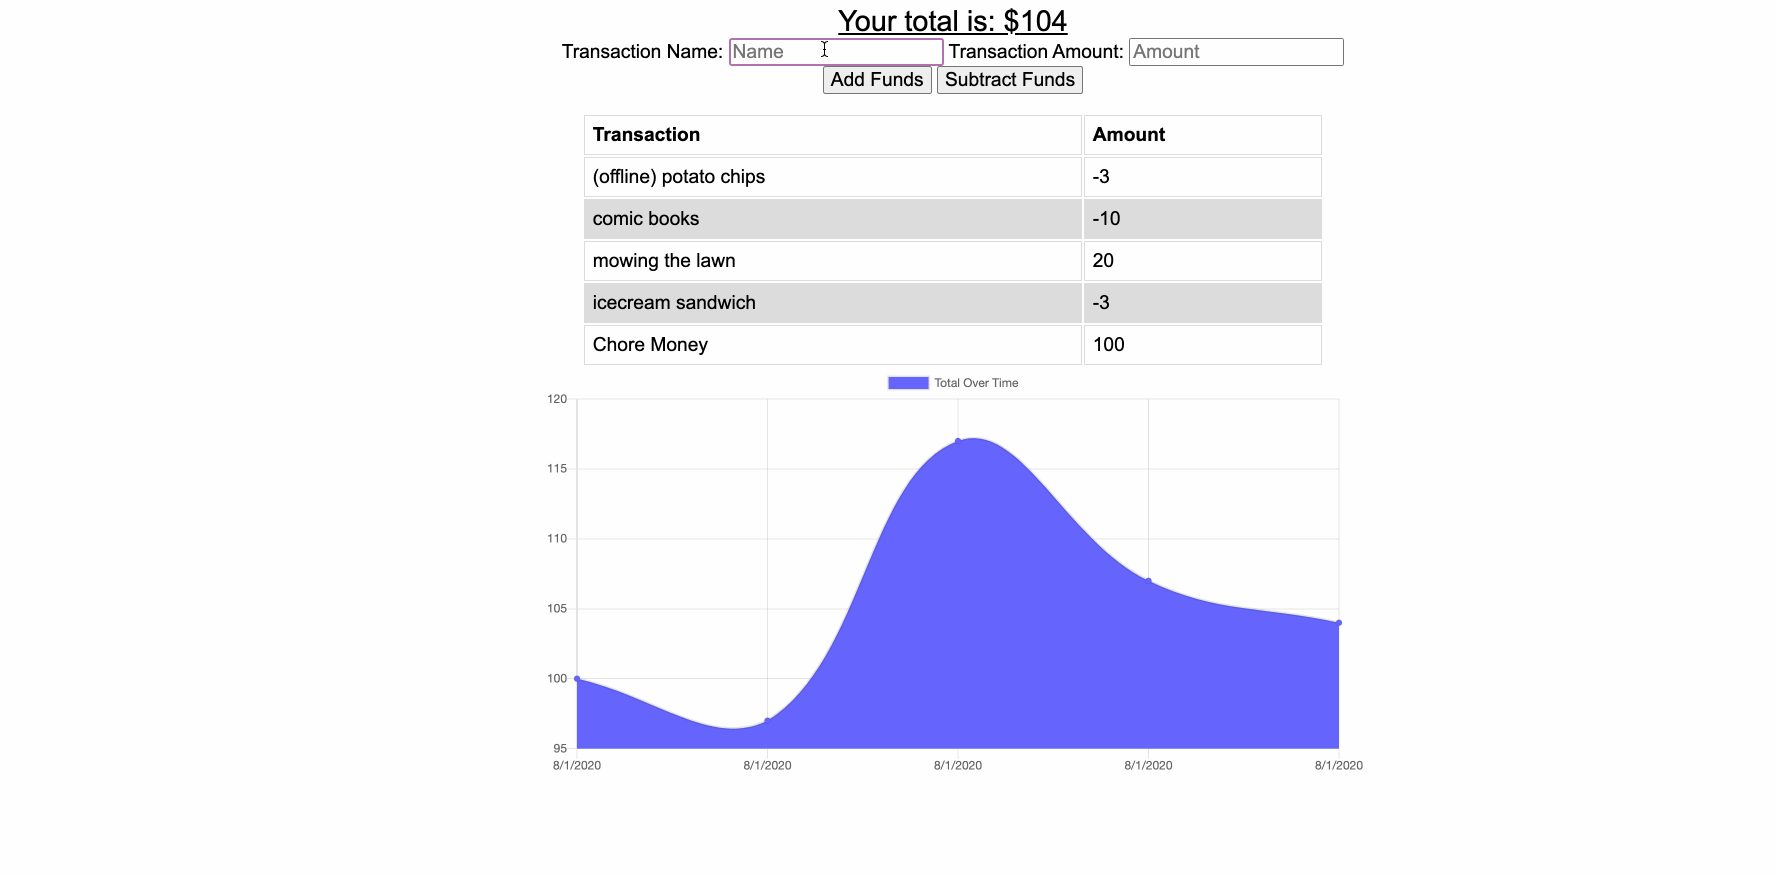 Your total is: $104
Transaction Name: Name Transaction Amount: Amount
Add Funds Subtract Funds
Transaction Amount
(offline) potato chips -3
comic books -10
mowing the lawn 20
icecream sandwich -3
Chore Money 100
Total Over Time
120
115
110
105
100
95
8/1/2020 8/1/2020 8/1/2020 8/1/2020 8/1/2020